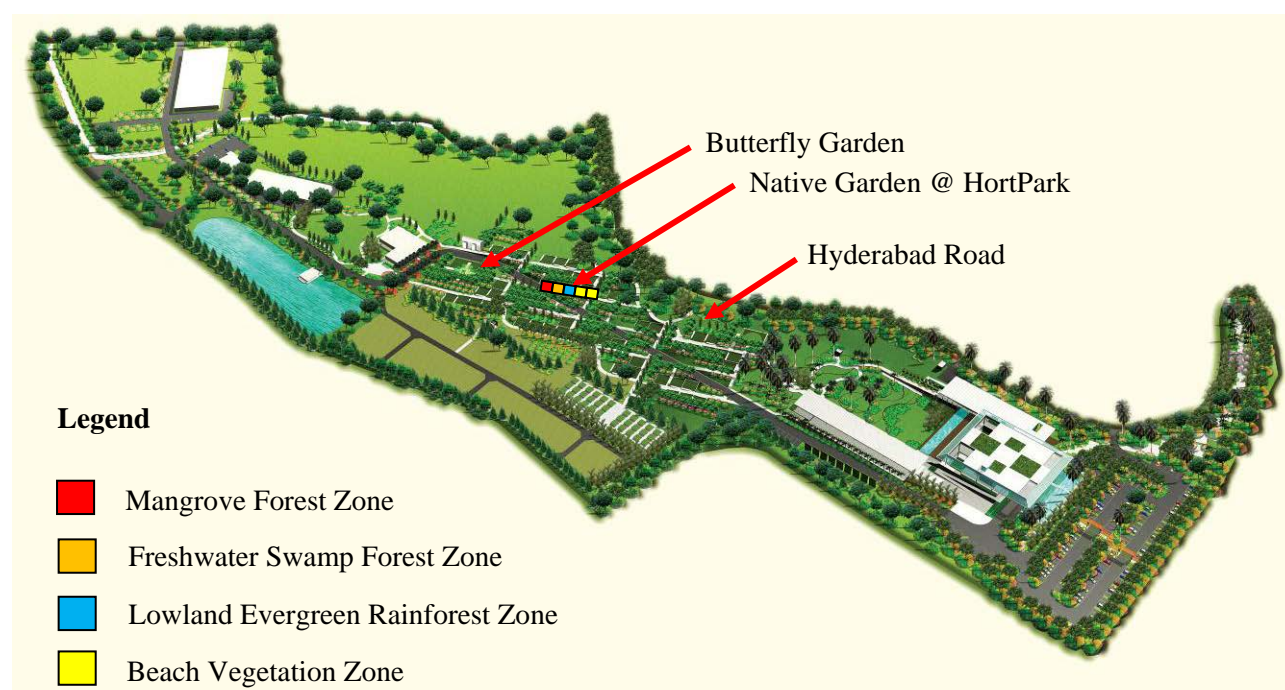 Butterfly Garden
Native Garden @ HortPark
Hyderabad Road
Legend
Mangrove Forest Zone
Freshwater Swamp Forest Zone
Lowland Evergreen Rainforest Zone
Beach Vegetation Zone